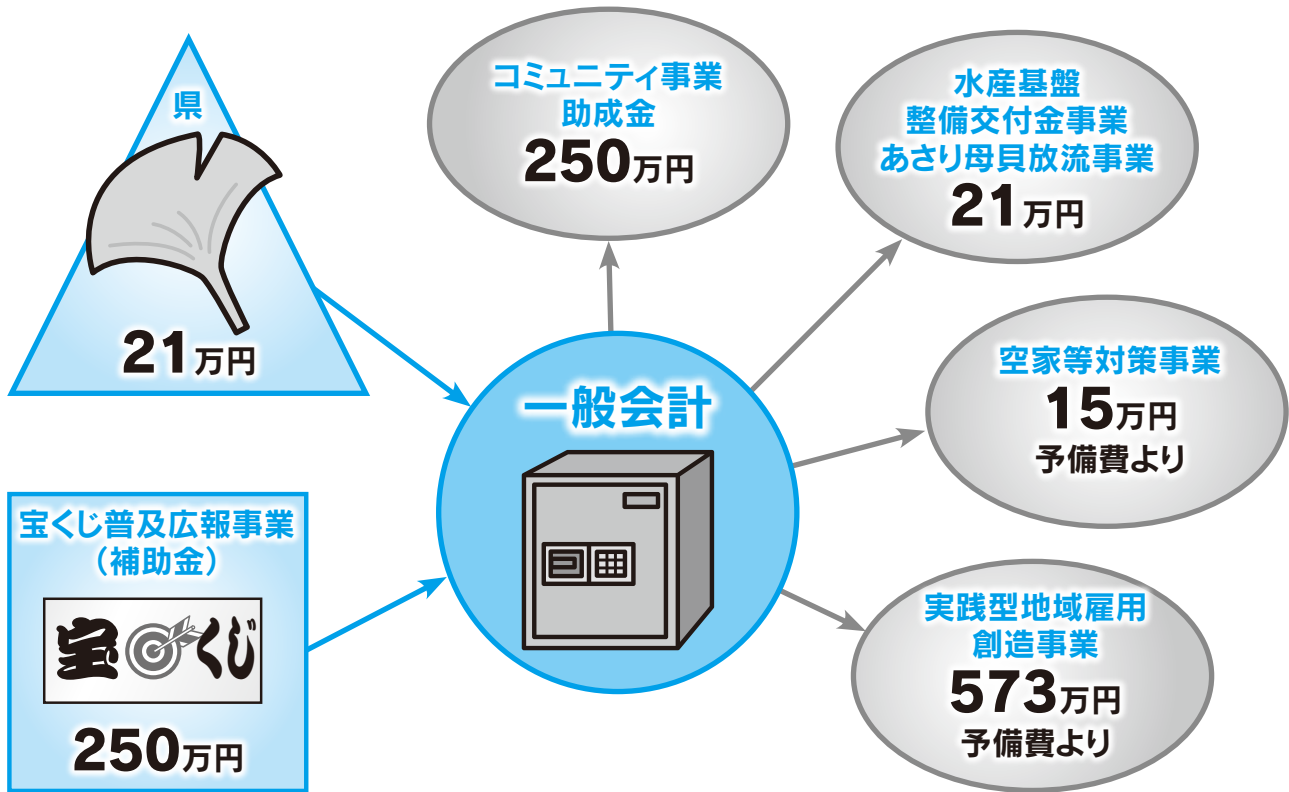 県
21万円
宝くじ普及広報事業
(補助金)
宝くじ
250万円
一般会計
コミュニティ事業
助成金
250万円
水産基盤
整備交付金事業
あさり母貝放流事業
21万円
空家等対策事業
15万円
予備費より
実践型地域雇用
創造事業
573万円
予備費より